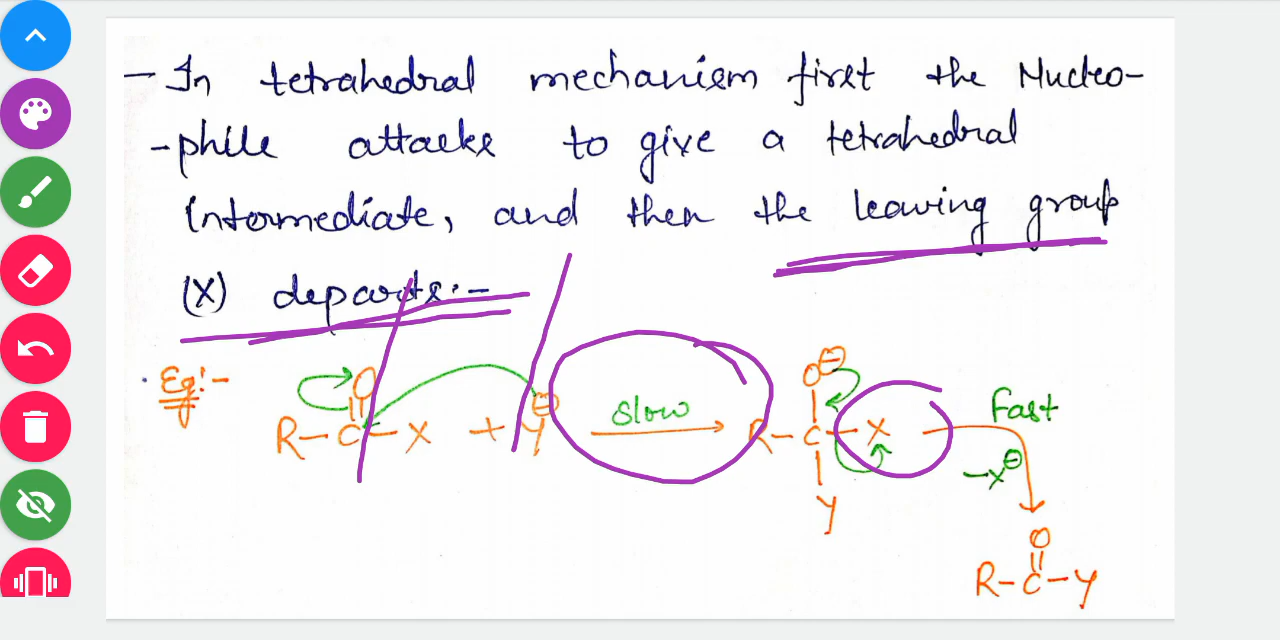 - In tetrahedral mechanism first the Nucleo-
-phile attacks to give a tetrahedral
Intermediate, and then the leaving group
(X) departs:-
Eg:-
O
R-C-X + Y⊖ Slow R-C-X Fast
O⊖
Y
-X⊖
O
R-C-Y